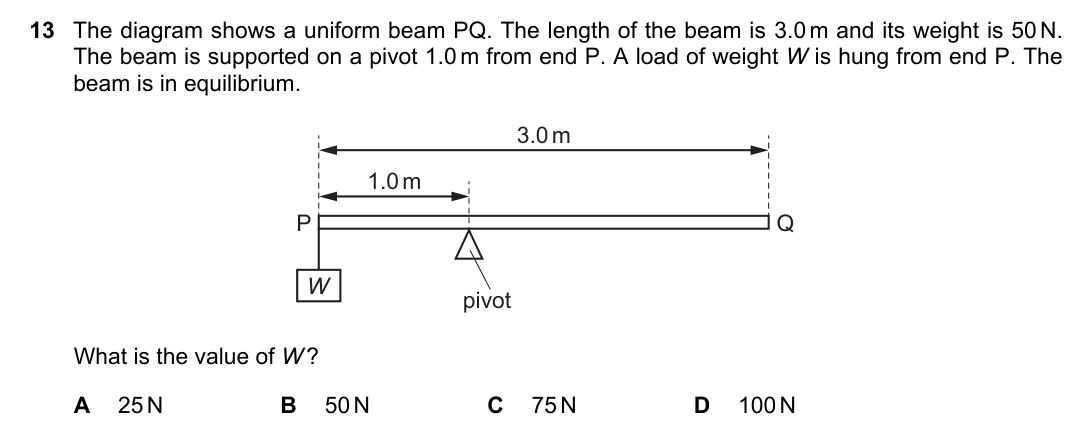 13 The diagram shows a uniform beam PQ. The length of the beam is 3.0 m and its weight is 50 N.
The beam is supported on a pivot 1.0 m from end P. A load of weight W is hung from end P. The
beam is in equilibrium.
3.0 m
1.0 m
P
Q
W
pivot
What is the value of W?
A 25 N B 50 N C 75 N D 100 N